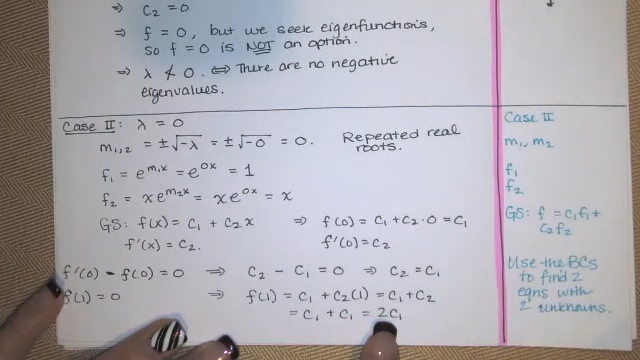 ⇒ C₂ = 0
⇒ f = 0, but we seek eigenfunctions,
so f = 0 is NOT an option.
⇒ λ ≮ 0. ⇔ There are no negative
eigenvalues.
Case II: λ = 0
m₁,₂ = ±√-λ = ±√-0 = 0. Repeated real
roots.
f₁ = e^(m₁x) = e^(0x) = 1
f₂ = xe^(m₂x) = xe^(0x) = x
GS: f(x) = C₁ + C₂x ⇒ f(0) = C₁ + C₂·0 = C₁
f'(x) = C₂. f'(0) = C₂
f'(0) - f(0) = 0 ⇒ C₂ - C₁ = 0 ⇒ C₂ = C₁
f(1) = 0 ⇒ f(1) = C₁ + C₂(1) = C₁ + C₂
= C₁ + C₁ = 2C₁
Case II
m₁, m₂
f₁
f₂
GS: f = C₁f₁ +
C₂f₂
Use the BCs
to find 2
eqns with
2 unknowns.